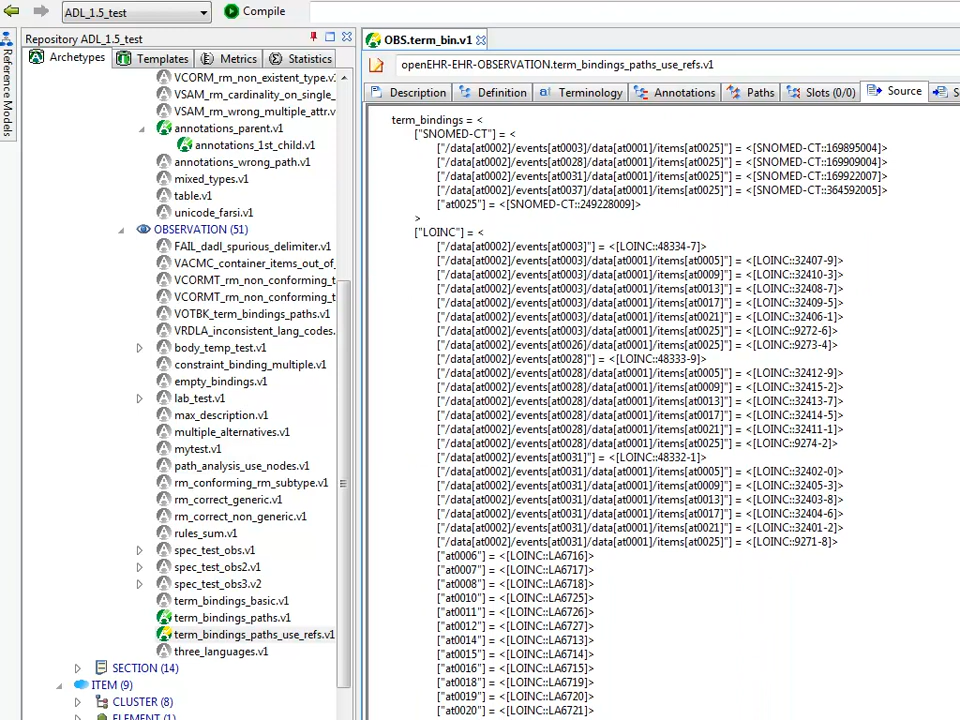 ADL_1.5_test
Compile
Repository ADL_1.5_test
Archetypes
Templates
Metrics
Statistics
Reference Models
VCORM_rm_non_existent_type.v
VSAM_rm_cardinality_on_single_
VSAM_rm_wrong_multiple_attr.v
annotations_parent.v1
annotations_1st_child.v1
annotations_wrong_path.v1
mixed_types.v1
table.v1
unicode_farsi.v1
OBSERVATION (51)
FAIL_dadl_spurious_delimiter.v1
VACMC_container_items_out_of_
VCORMT_rm_non_conforming_t
VCORMT_rm_non_conforming_t
VOTBK_term_bindings_paths.v1
VRDLA_inconsistent_lang_codes.
body_temp_test.v1
constraint_binding_multiple.v1
empty_bindings.v1
lab_test.v1
max_description.v1
multiple_alternatives.v1
mytest.v1
path_analysis_use_nodes.v1
rm_conforming_rm_subtype.v1
rm_correct_generic.v1
rm_correct_non_generic.v1
rules_sum.v1
spec_test_obs.v1
spec_test_obs2.v1
spec_test_obs3.v2
term_bindings_basic.v1
term_bindings_paths.v1
term_bindings_paths_use_refs.v1
three_languages.v1
SECTION (14)
ITEM (9)
CLUSTER (8)
ELEMENT (1)
OBS.term_bin.v1
openEHR-EHR-OBSERVATION.term_bindings_paths_use_refs.v1
Description
Definition
Terminology
Annotations
Paths
Slots (0/0)
Source
S
term_bindings = <
["SNOMED-CT"] = <
["/data[at0002]/events[at0003]/data[at0001]/items[at0025]"] = <[SNOMED-CT::169895004]>
["/data[at0002]/events[at0026]/data[at0001]/items[at0025]"] = <[SNOMED-CT::169909004]>
["/data[at0002]/events[at0031]/data[at0001]/items[at0025]"] = <[SNOMED-CT::169922007]>
["/data[at0002]/events[at0037]/data[at0001]/items[at0025]"] = <[SNOMED-CT::364592005]>
["at0025"] = <[SNOMED-CT::249228009]>
>
["LOINC"] = <
["/data[at0002]/events[at0003]"] = <[LOINC::48334-7]>
["/data[at0002]/events[at0003]/data[at0001]/items[at0005]"] = <[LOINC::32407-9]>
["/data[at0002]/events[at0003]/data[at0001]/items[at0009]"] = <[LOINC::32410-3]>
["/data[at0002]/events[at0003]/data[at0001]/items[at0013]"] = <[LOINC::32408-7]>
["/data[at0002]/events[at0003]/data[at0001]/items[at0017]"] = <[LOINC::32409-5]>
["/data[at0002]/events[at0003]/data[at0001]/items[at0021]"] = <[LOINC::32406-1]>
["/data[at0002]/events[at0003]/data[at0001]/items[at0025]"] = <[LOINC::9272-6]>
["/data[at0002]/events[at0026]/data[at0001]/items[at0025]"] = <[LOINC::9273-4]>
["/data[at0002]/events[at0028]"] = <[LOINC::48333-9]>
["/data[at0002]/events[at0028]/data[at0001]/items[at0005]"] = <[LOINC::32412-9]>
["/data[at0002]/events[at0028]/data[at0001]/items[at0009]"] = <[LOINC::32415-2]>
["/data[at0002]/events[at0028]/data[at0001]/items[at0013]"] = <[LOINC::32413-7]>
["/data[at0002]/events[at0028]/data[at0001]/items[at0017]"] = <[LOINC::32414-5]>
["/data[at0002]/events[at0028]/data[at0001]/items[at0021]"] = <[LOINC::32411-1]>
["/data[at0002]/events[at0028]/data[at0001]/items[at0025]"] = <[LOINC::9274-2]>
["/data[at0002]/events[at0031]"] = <[LOINC::48332-1]>
["/data[at0002]/events[at0031]/data[at0001]/items[at0005]"] = <[LOINC::32402-0]>
["/data[at0002]/events[at0031]/data[at0001]/items[at0009]"] = <[LOINC::32405-3]>
["/data[at0002]/events[at0031]/data[at0001]/items[at0013]"] = <[LOINC::32403-8]>
["/data[at0002]/events[at0031]/data[at0001]/items[at0017]"] = <[LOINC::32404-6]>
["/data[at0002]/events[at0031]/data[at0001]/items[at0021]"] = <[LOINC::32401-2]>
["/data[at0002]/events[at0031]/data[at0001]/items[at0025]"] = <[LOINC::9271-8]>
["at0006"] = <[LOINC::LA6716]>
["at0007"] = <[LOINC::LA6717]>
["at0008"] = <[LOINC::LA6718]>
["at0010"] = <[LOINC::LA6725]>
["at0011"] = <[LOINC::LA6726]>
["at0012"] = <[LOINC::LA6727]>
["at0014"] = <[LOINC::LA6713]>
["at0015"] = <[LOINC::LA6714]>
["at0016"] = <[LOINC::LA6715]>
["at0018"] = <[LOINC::LA6719]>
["at0019"] = <[LOINC::LA6720]>
["at0020"] = <[LOINC::LA6721]>